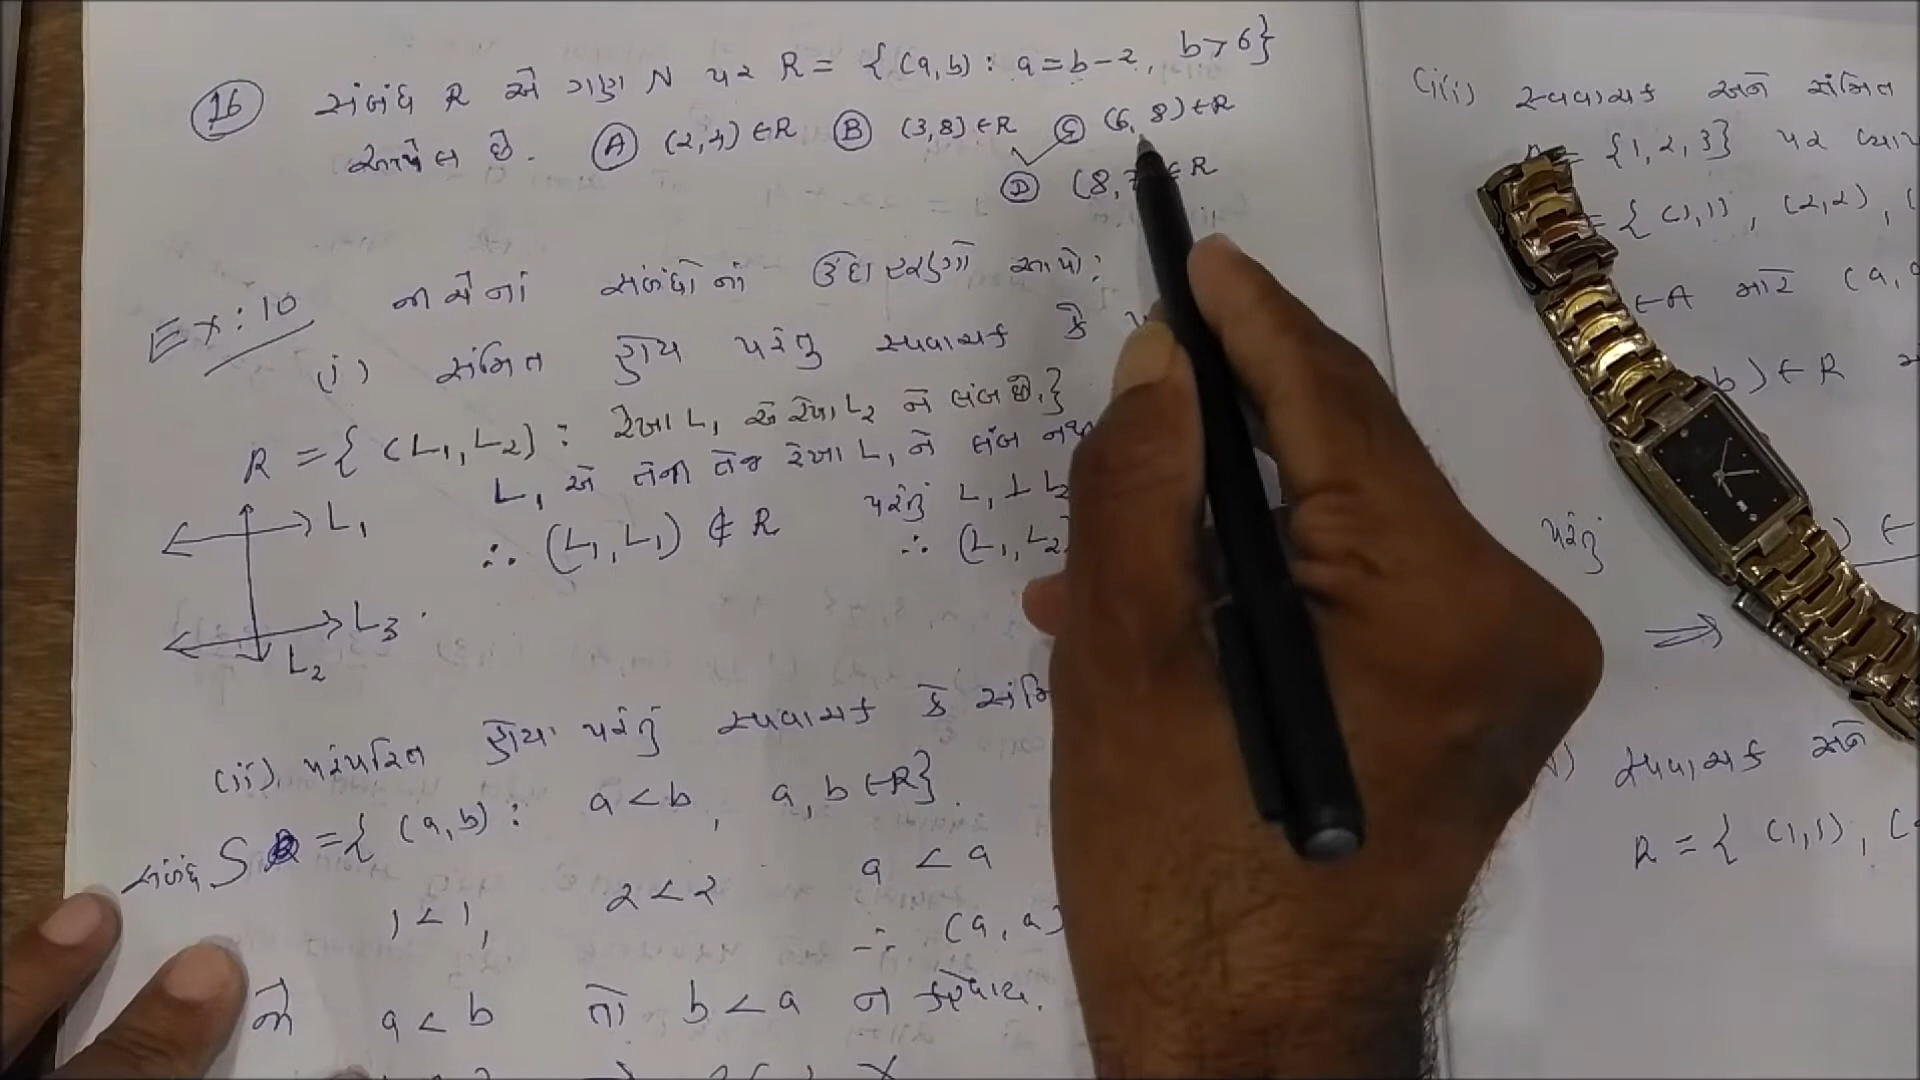 16 સંબંધ R એ ગણ N પર R = { (a, b) : a = b - 2, b > 6}
આપેલ છે. (A) (2, 4) ∈ R (B) (3, 8) ∈ R (C) (6, 8) ∈ R
(D) (8, ∈ R
Ex : 10 નીચેનાં સંબંધોનાં ઉદાહરણો આપો :
(i) સંમિત હોય પરંતુ સ્વવાચક કે
R = { (L₁, L₂) : રેખા L₁ એ રેખા L₂ ને લંબ છે. }
L₁ એ તેની તેજ રેખા L₁ ને લંબ
∴ (L₁, L₁) ∉ R પરંતુ L₁ ⊥ L₂
∴ (L₁, L₂
L₁
L₃
L₂
(ii) પરંપરિત હોય પરંતુ સ્વવાચક કે
સંબંધ S = { (a, b) : a < b, a, b ∈ R}.
1 < 1, 2 < 2 a < a
∴ (a, a)
જો a < b તો b < a ન
(iii) સ્વવાચક અને સંમિત
= {1, 2, 3} પર
= { (1, 1), (2, 2), (
∈ A માટે (a,
b) ∈ R
પરંતુ ) ∈
⇒
) સ્વવાચક અને
R = { (1, 1), (